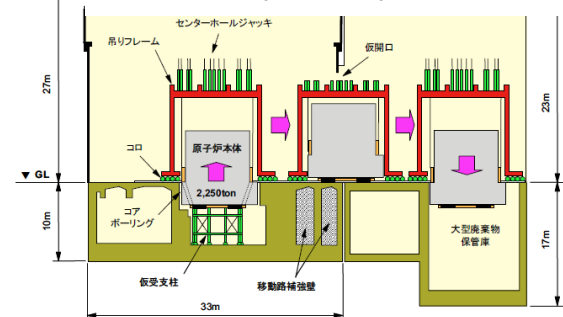 センターホールジャッキ
吊りフレーム
仮開口
27m
23m
コロ
原子炉本体
GL
2,250ton
コア
ボーリング
10m
大型廃棄物
保管庫
17m
仮受支柱
移動路補強壁
33m